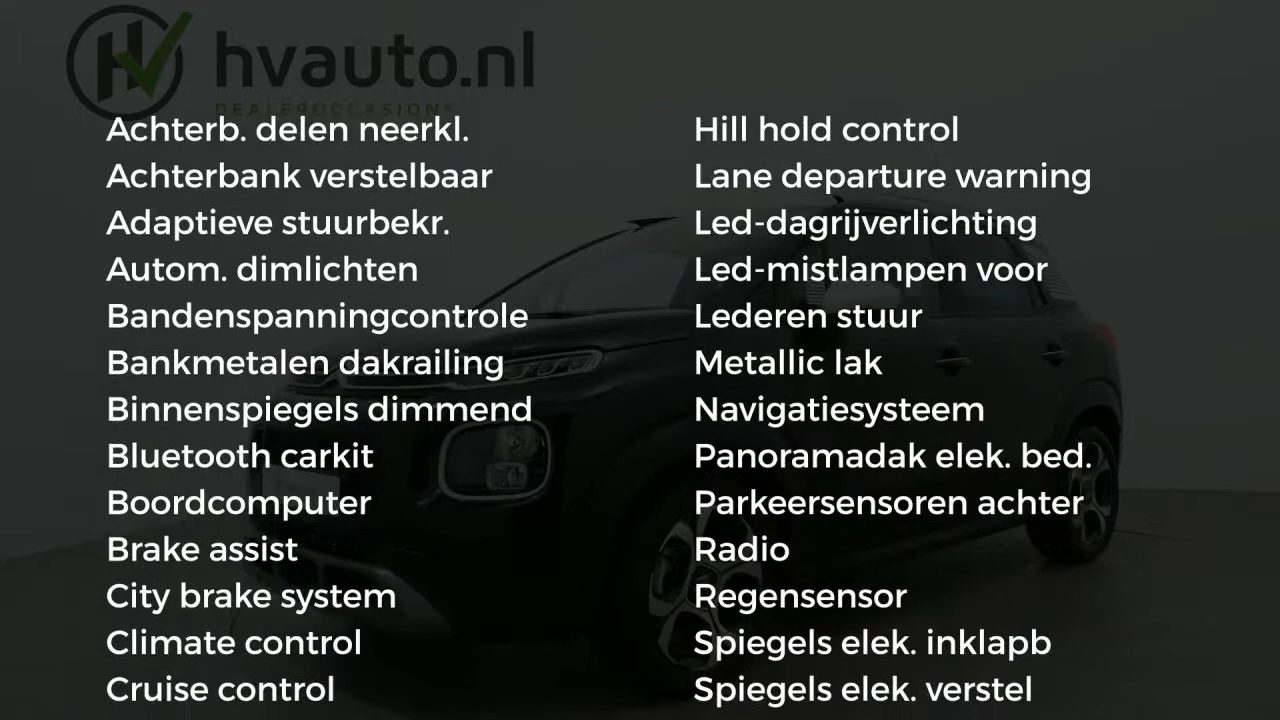 hvauto.nl
DEALEROCCASIONS
Achterb. delen neerkl.
Achterbank verstelbaar
Adaptieve stuurbekr.
Autom. dimlichten
Bandenspanningcontrole
Bankmetalen dakrailing
Binnenspiegels dimmend
Bluetooth carkit
Boordcomputer
Brake assist
City brake system
Climate control
Cruise control
Hill hold control
Lane departure warning
Led-dagrijverlichting
Led-mistlampen voor
Lederen stuur
Metallic lak
Navigatiesysteem
Panoramadak elek. bed.
Parkeersensoren achter
Radio
Regensensor
Spiegels elek. inklapb
Spiegels elek. verstel